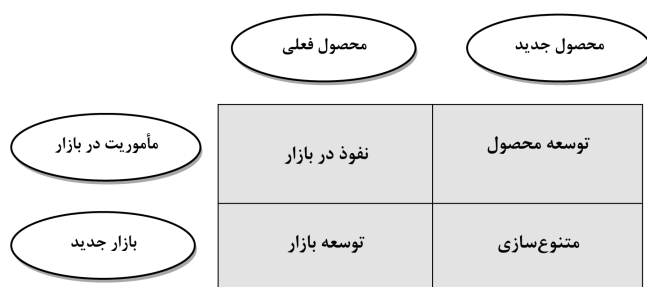 محصول جدید
محصول فعلی
مأموریت در بازار
نفوذ در بازار
توسعه محصول
بازار جدید
توسعه بازار
متنوع‌سازی